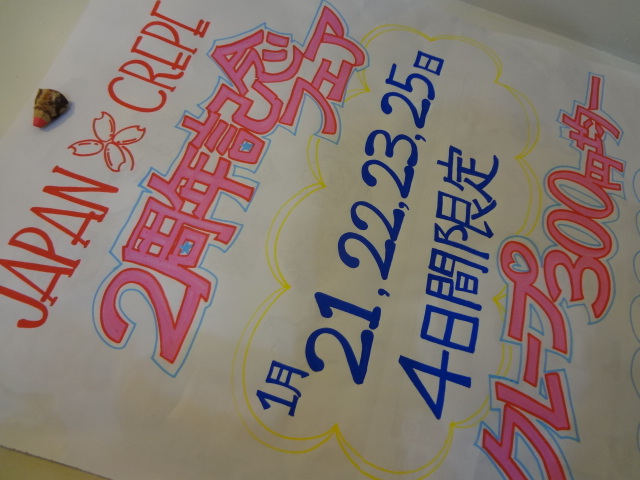 JAPAN CREPE
2周年記念フェア
1月21,22,23,25日
4日間限定
クレープ300円均一